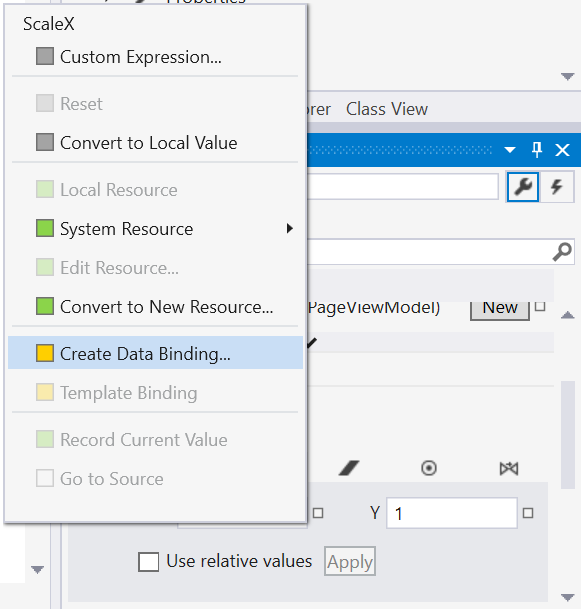 Properties
ScaleX
Custom Expression...
Reset
Convert to Local Value
Local Resource
System Resource
Edit Resource...
Convert to New Resource...
Create Data Binding...
Template Binding
Record Current Value
Go to Source
rer Class View
PageViewModel) New
Y 1
Use relative values Apply